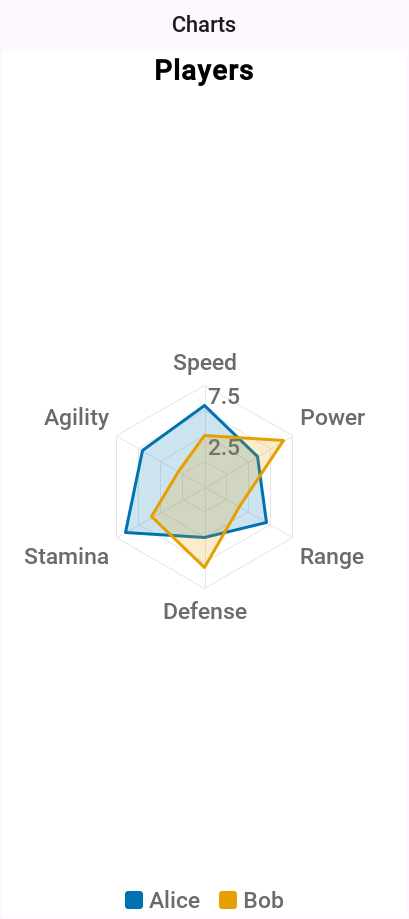 Charts
Players
Speed
7.5
Agility
Power
2.5
Stamina
Range
Defense
Alice
Bob